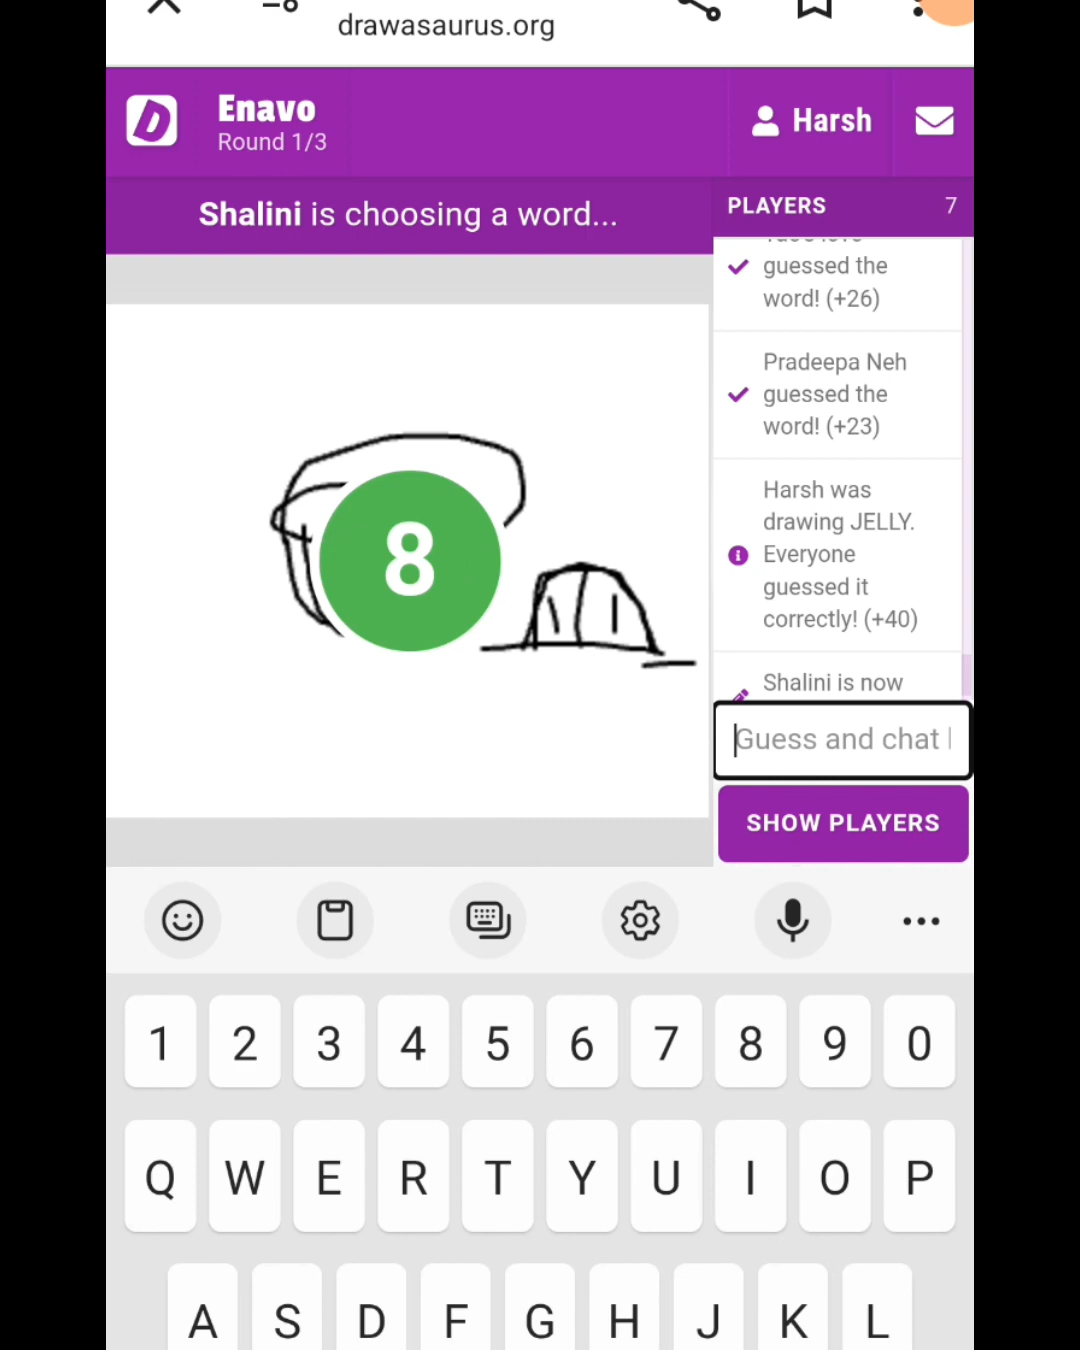 drawasaurus.org
D
Enavo
Round 1/3
Harsh
Shalini is choosing a word...
PLAYERS 7
guessed the
word! (+26)
Pradeepa Neh
guessed the
word! (+23)
Harsh was
drawing JELLY.
Everyone
guessed it
correctly! (+40)
Shalini is now
8
Guess and chat
SHOW PLAYERS
1 2 3 4 5 6 7 8 9 0
Q W E R T Y U I O P
A S D F G H J K L